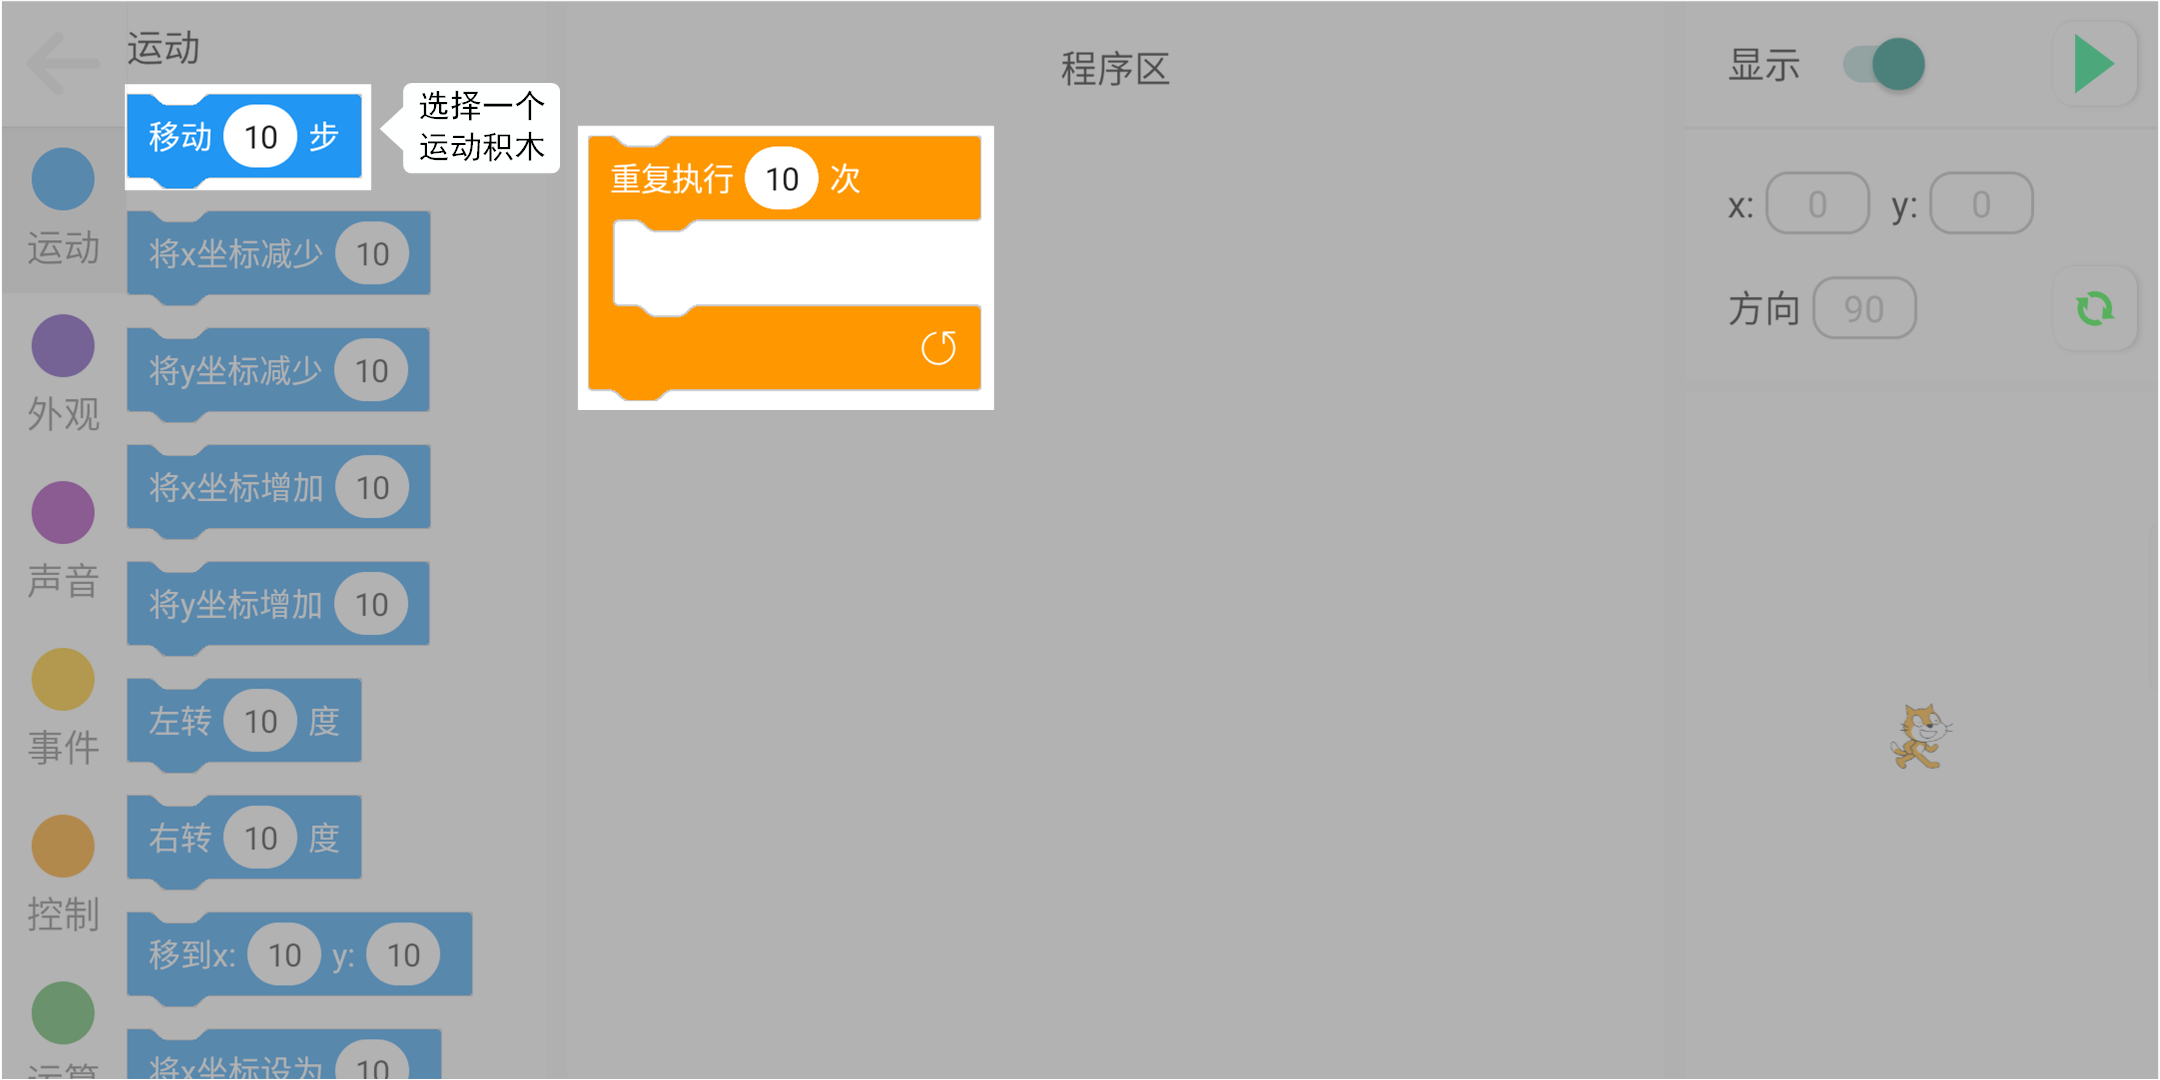 运动
移动 10 步
选择一个
运动积木
将x坐标减少 10
将y坐标减少 10
将x坐标增加 10
将y坐标增加 10
左转 10 度
右转 10 度
移到x: 10 y: 10
将x坐标设为 10
运动
外观
声音
事件
控制
运算
程序区
重复执行 10 次
显示
x: 0 y: 0
方向 90